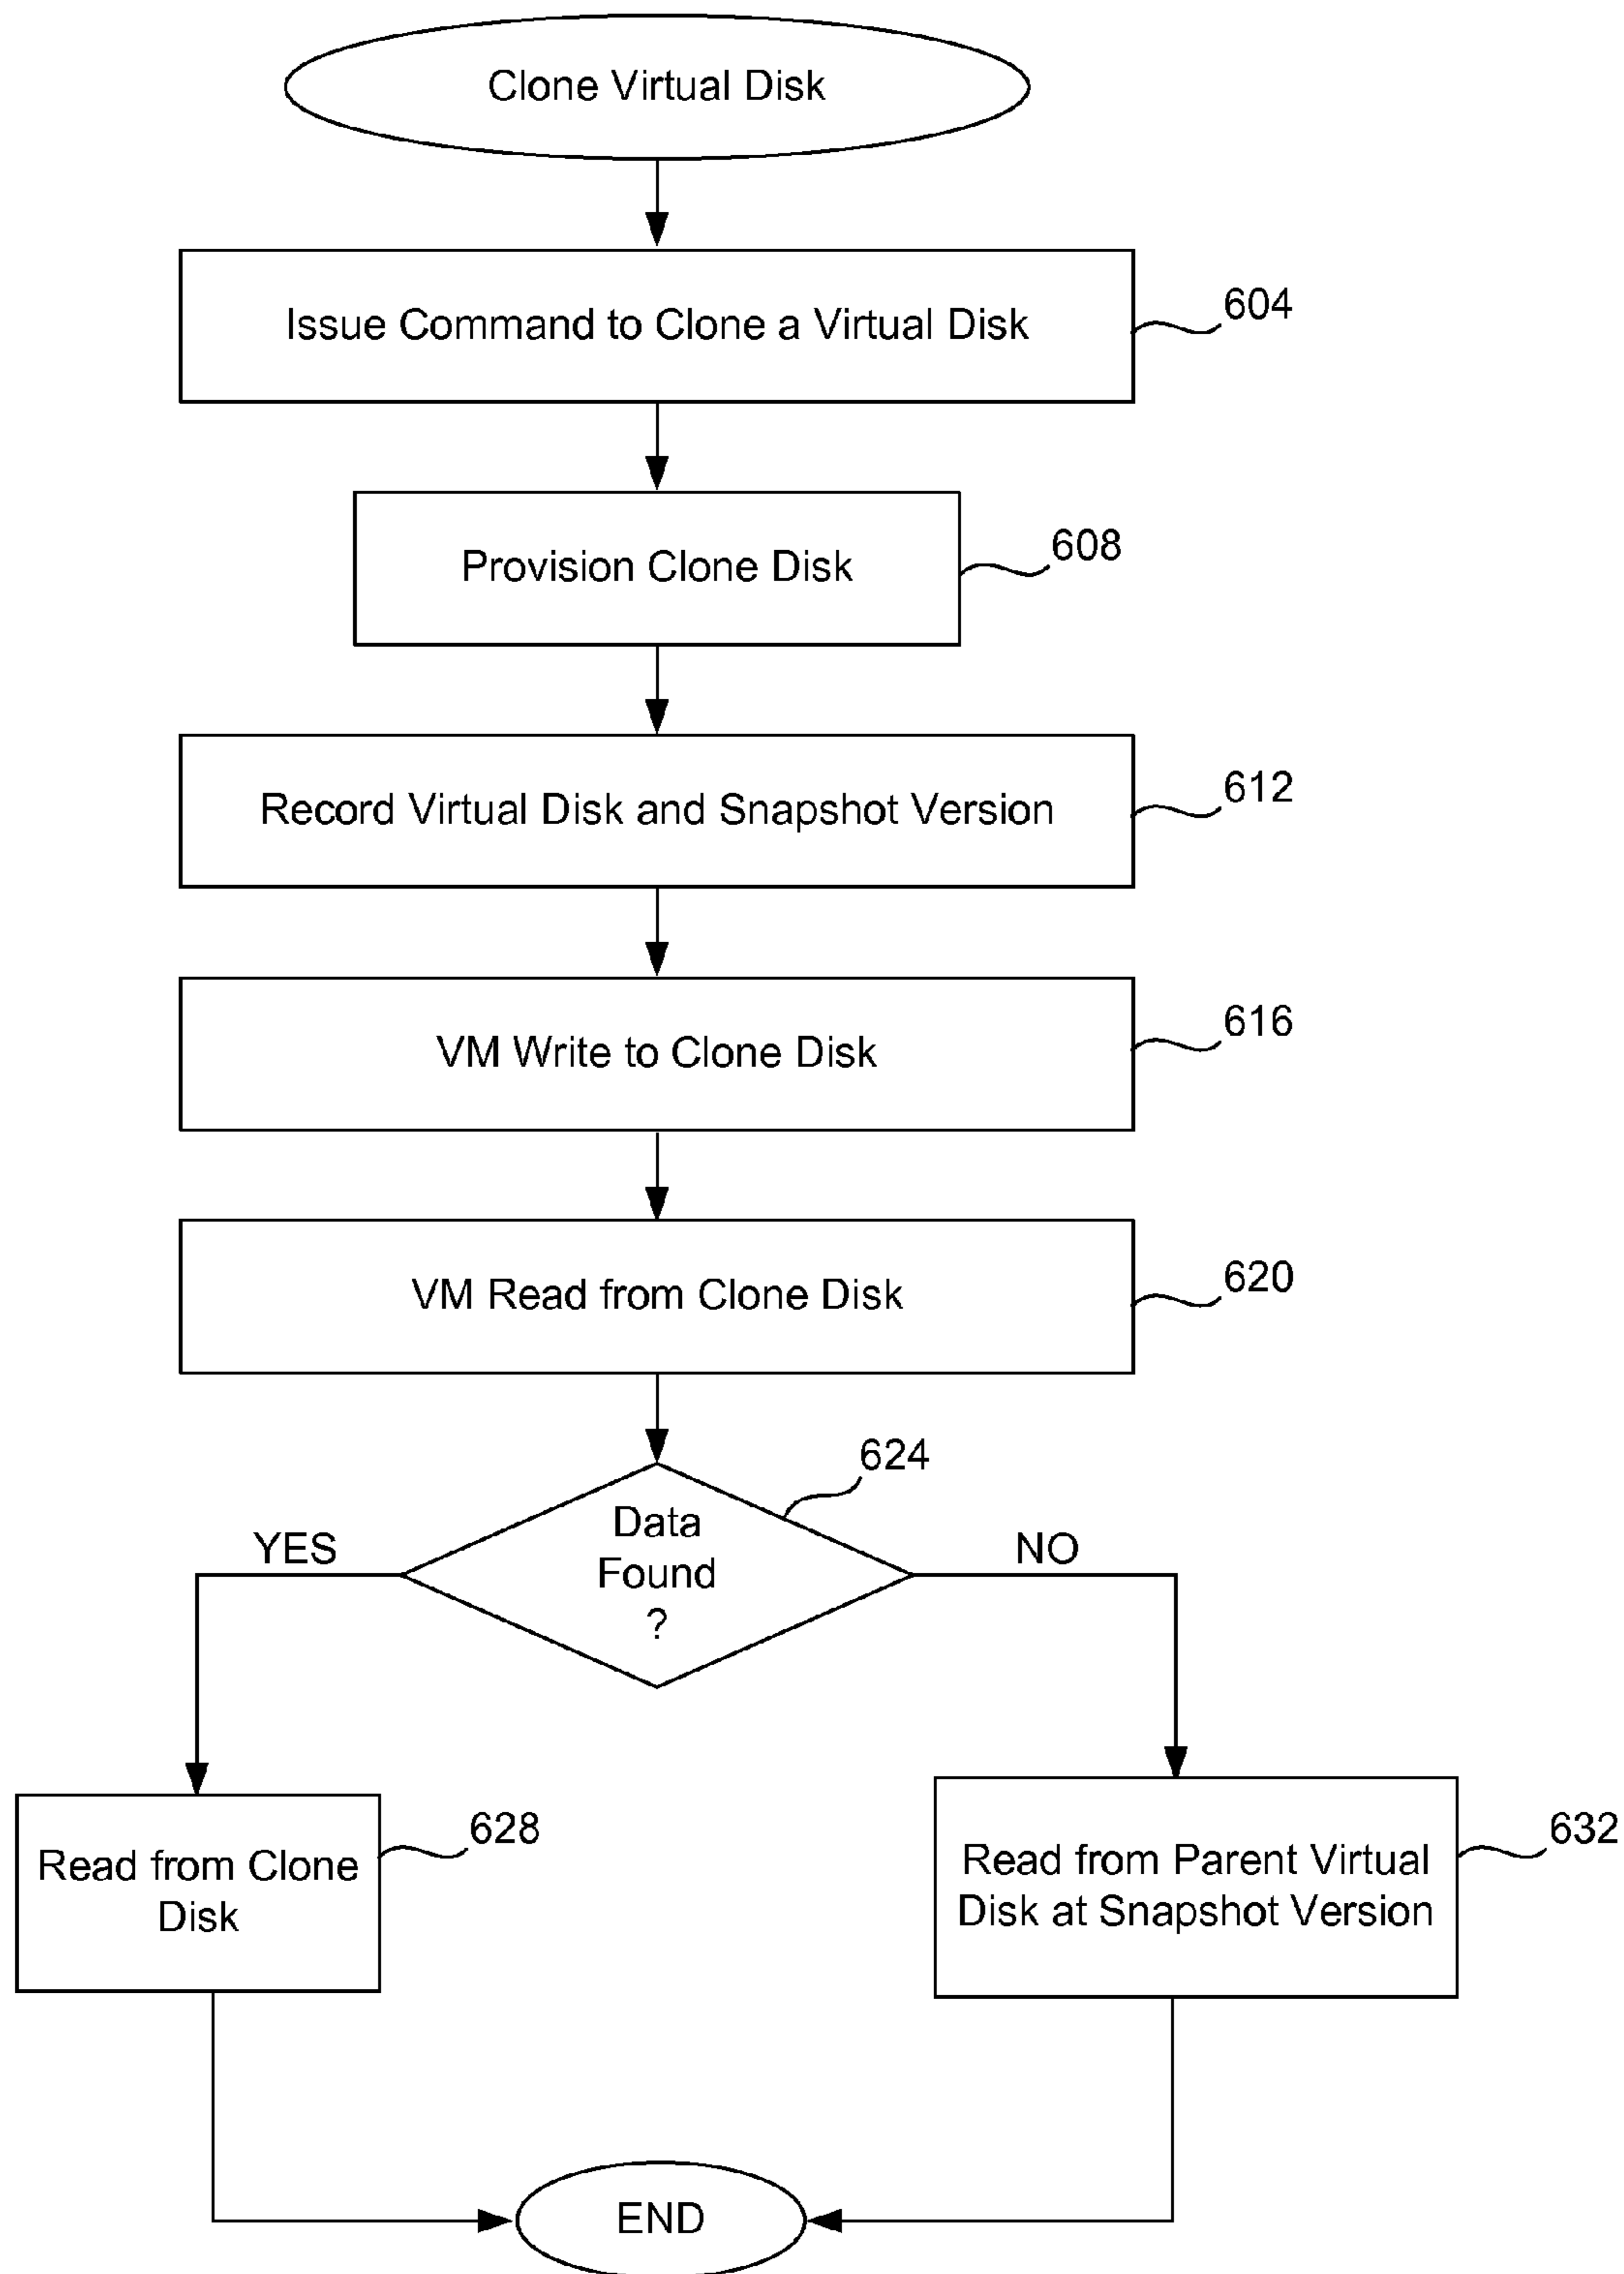 Clone Virtual Disk
Issue Command to Clone a Virtual Disk
604
Provision Clone Disk
608
Record Virtual Disk and Snapshot Version
612
VM Write to Clone Disk
616
VM Read from Clone Disk
620
624
Data
Found
?
YES
NO
Read from Clone
Disk
628
Read from Parent Virtual
Disk at Snapshot Version
632
END